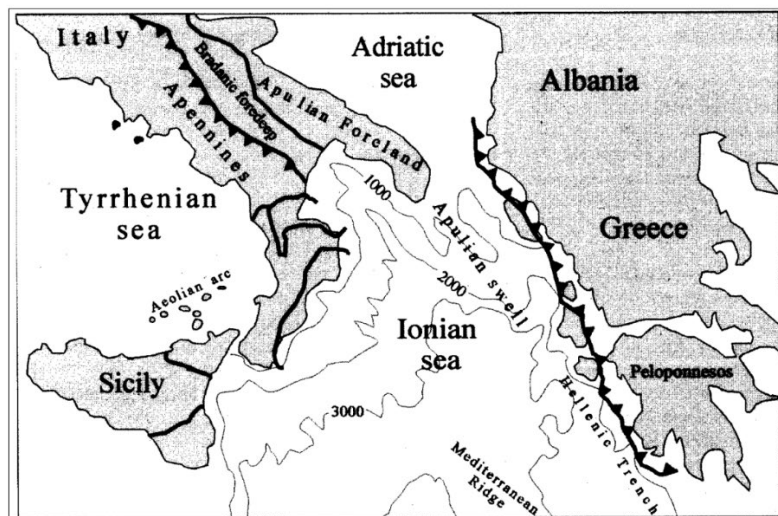 Italy
Bradanic foredeep
Apulian Foreland
Apennines
Adriatic
sea
Albania
Tyrrhenian
sea
1000
Apulian swell
2000
Greece
Aeolian arc
Ionian
sea
Sicily
Peloponnesos
3000
Hellenic Trench
Mediterranean
Ridge